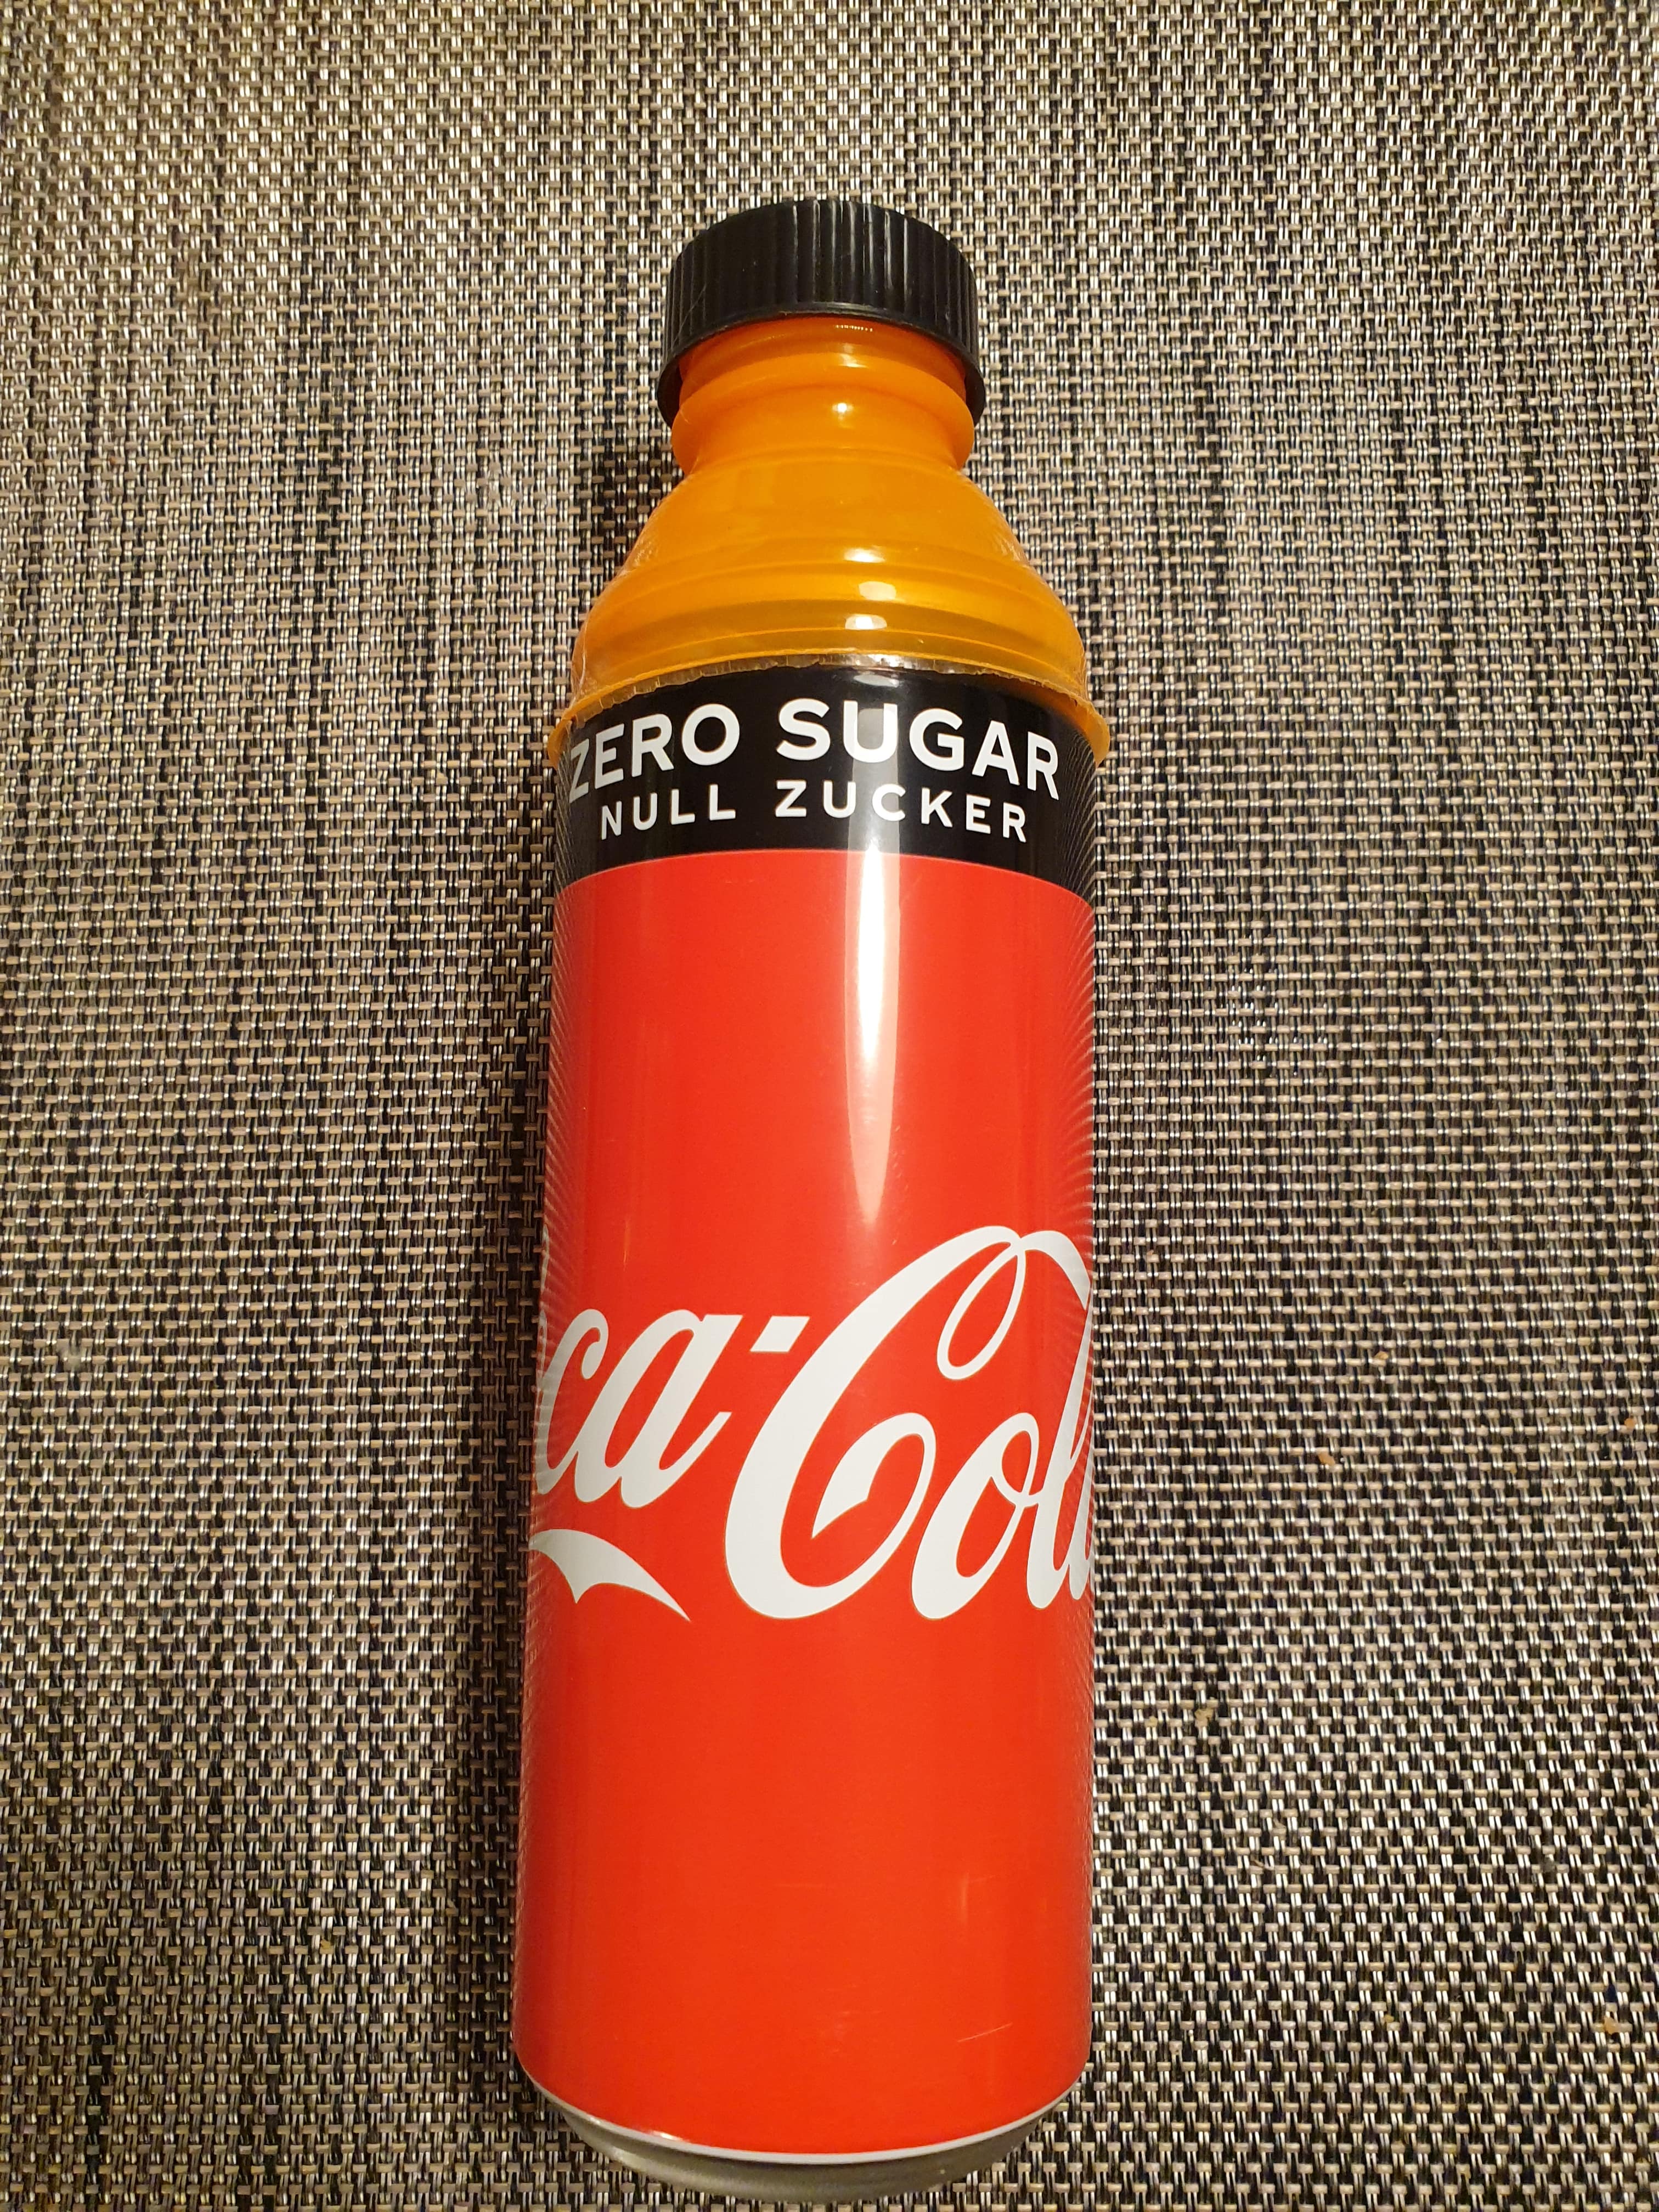 ZERO SUGAR
NULL ZUCKER
ca-Col